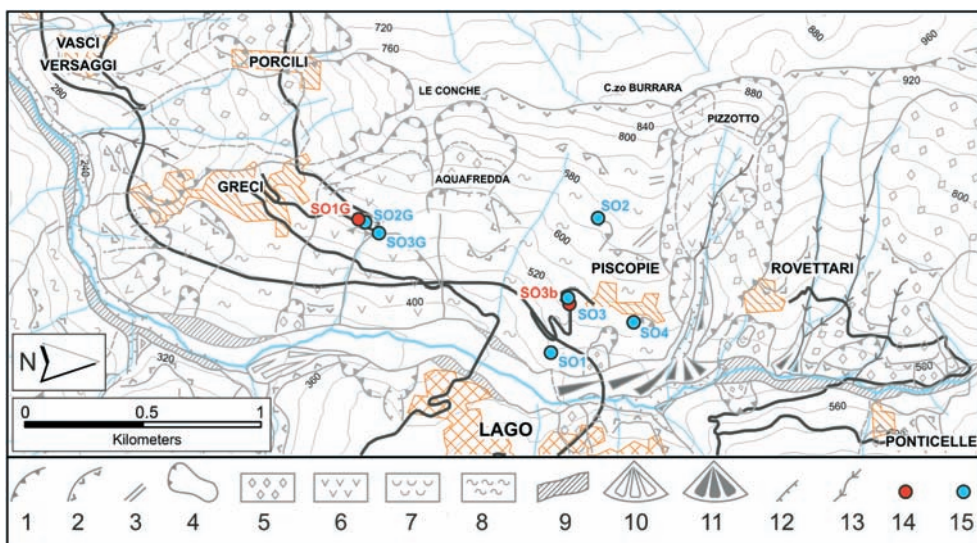 VASCI
VERSAGGI
PORCILI
720
760
280
LE CONCHE
C.zo BURRARA
880
960
920
880
PIZZOTTO
840
800
240
GRECI
AQUAFREDDA
580
800
SO1G
SO2G
SO3G
SO2
600
PISCOPIE
ROVETTARI
520
SO3b
SO3
400
SO4
SO1
N
320
360
560
560
0 0.5 1
Kilometers
LAGO
PONTICELLE
1 2 3 4 5 6 7 8 9 10 11 12 13 14 15